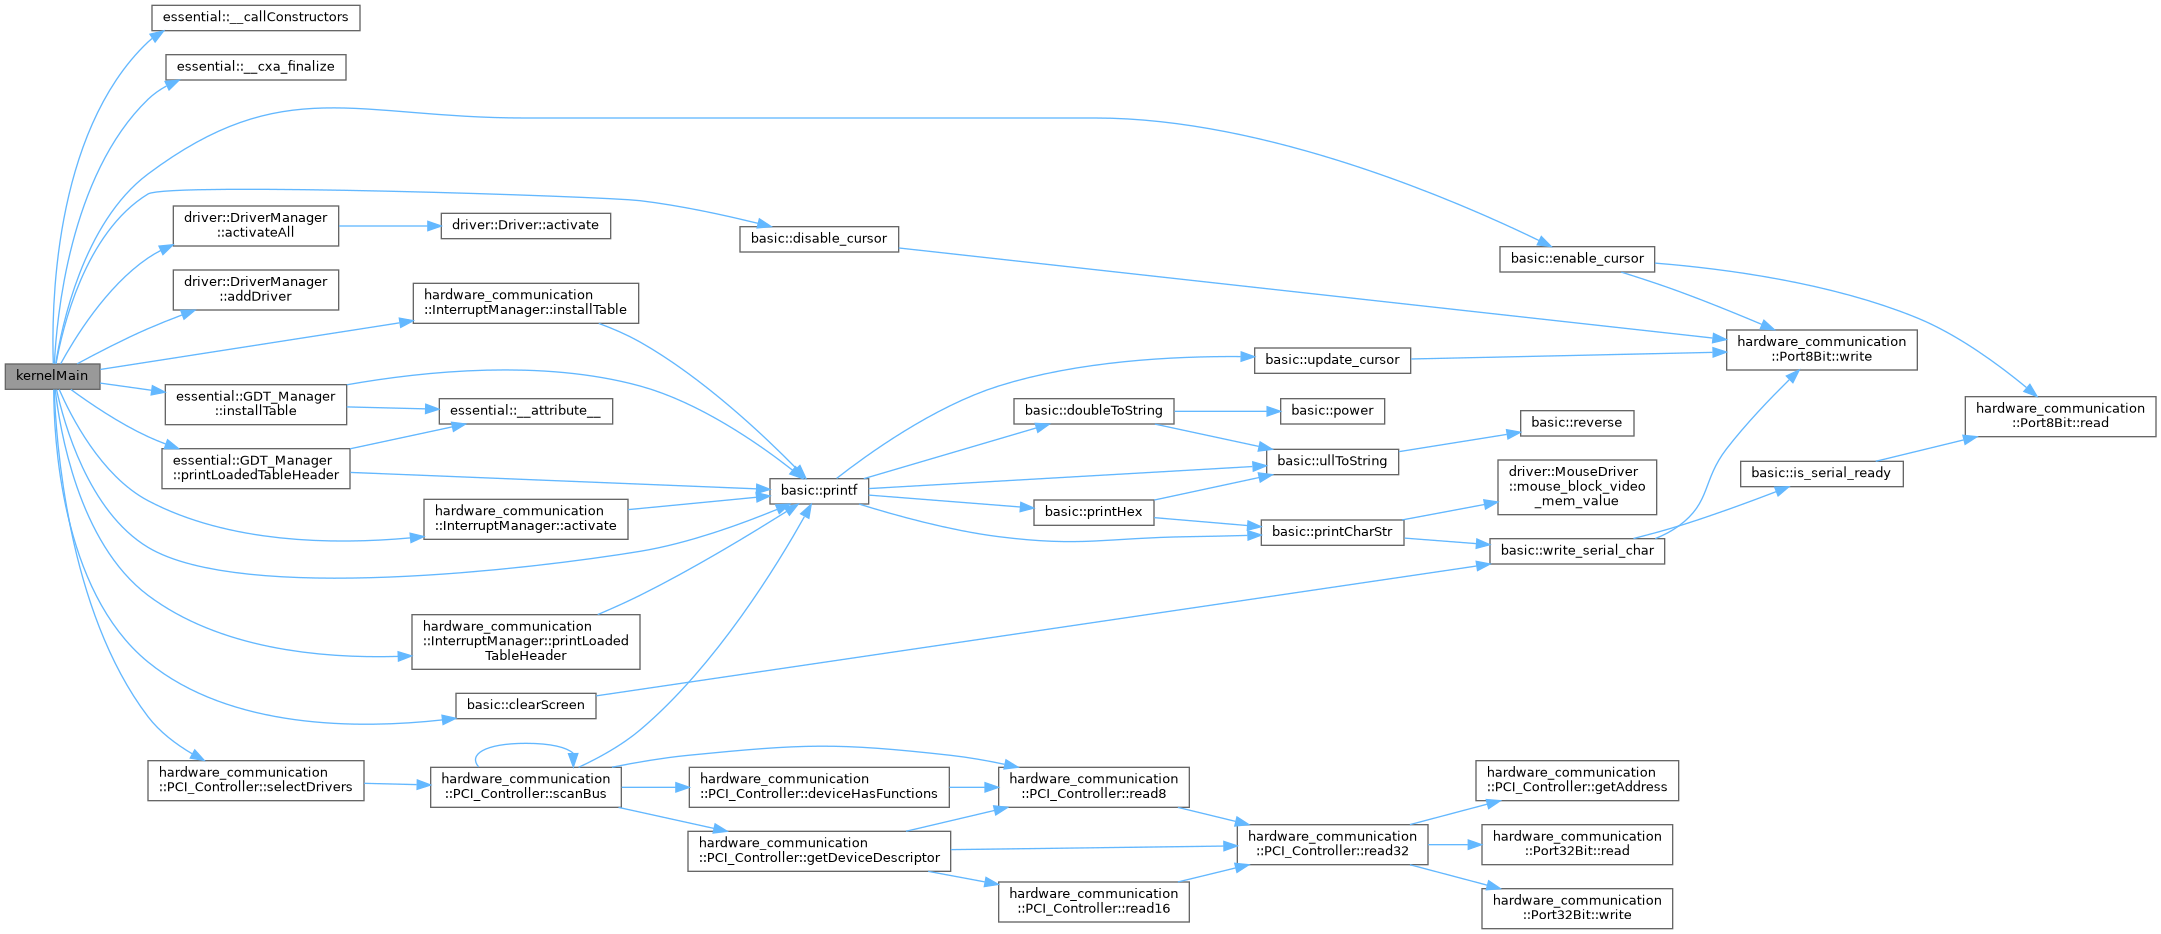 essential::__callConstructors
essential::__cxa_finalize
driver::DriverManager
::activateAll
driver::Driver::activate
basic::disable_cursor
basic::enable_cursor
driver::DriverManager
::addDriver
hardware_communication
::InterruptManager::installTable
hardware_communication
::Port8Bit::write
basic::update_cursor
kernelMain
essential::GDT_Manager
::installTable
essential::__attribute__
basic::doubleToString
basic::power
hardware_communication
::Port8Bit::read
basic::reverse
essential::GDT_Manager
::printLoadedTableHeader
basic::ullToString
basic::is_serial_ready
basic::printf
driver::MouseDriver
::mouse_block_video
_mem_value
basic::printHex
hardware_communication
::InterruptManager::activate
basic::printCharStr
basic::write_serial_char
hardware_communication
::InterruptManager::printLoaded
TableHeader
basic::clearScreen
hardware_communication
::PCI_Controller::selectDrivers
hardware_communication
::PCI_Controller::scanBus
hardware_communication
::PCI_Controller::deviceHasFunctions
hardware_communication
::PCI_Controller::read8
hardware_communication
::PCI_Controller::getAddress
hardware_communication
::PCI_Controller::getDeviceDescriptor
hardware_communication
::PCI_Controller::read32
hardware_communication
::Port32Bit::read
hardware_communication
::PCI_Controller::read16
hardware_communication
::Port32Bit::write